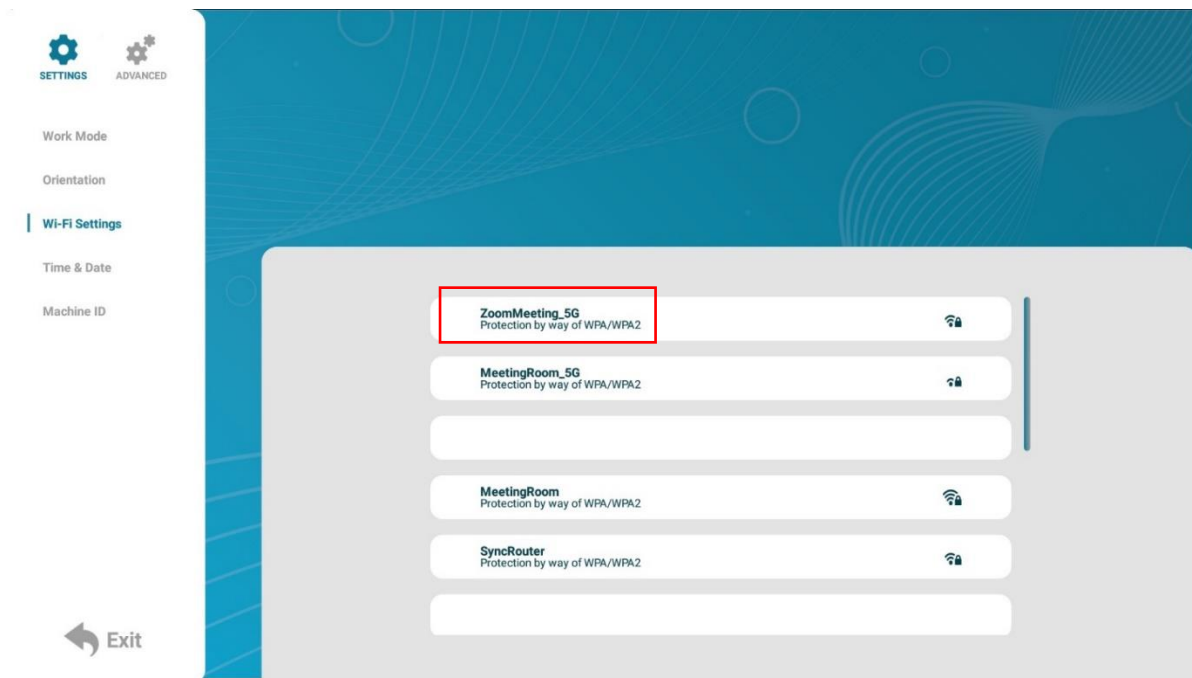 SETTINGS
ADVANCED
Work Mode
Orientation
Wi-Fi Settings
Time & Date
Machine ID
ZoomMeeting_5G
Protection by way of WPA/WPA2
MeetingRoom_5G
Protection by way of WPA/WPA2
MeetingRoom
Protection by way of WPA/WPA2
SyncRouter
Protection by way of WPA/WPA2
Exit